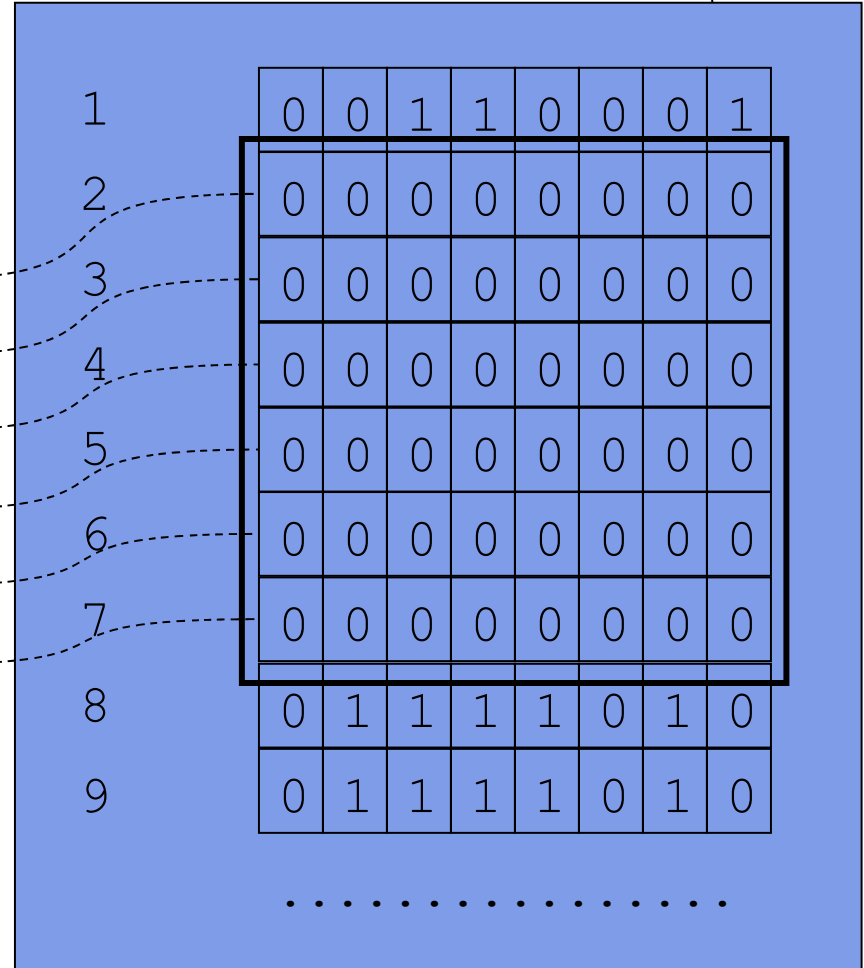 1 0 0 1 1 0 0 0 1
2 0 0 0 0 0 0 0 0
3 0 0 0 0 0 0 0 0
4 0 0 0 0 0 0 0 0
5 0 0 0 0 0 0 0 0
6 0 0 0 0 0 0 0 0
7 0 0 0 0 0 0 0 0
8 0 1 1 1 1 0 1 0
9 0 1 1 1 1 0 1 0
. . . . . . . . . . . . . . . .